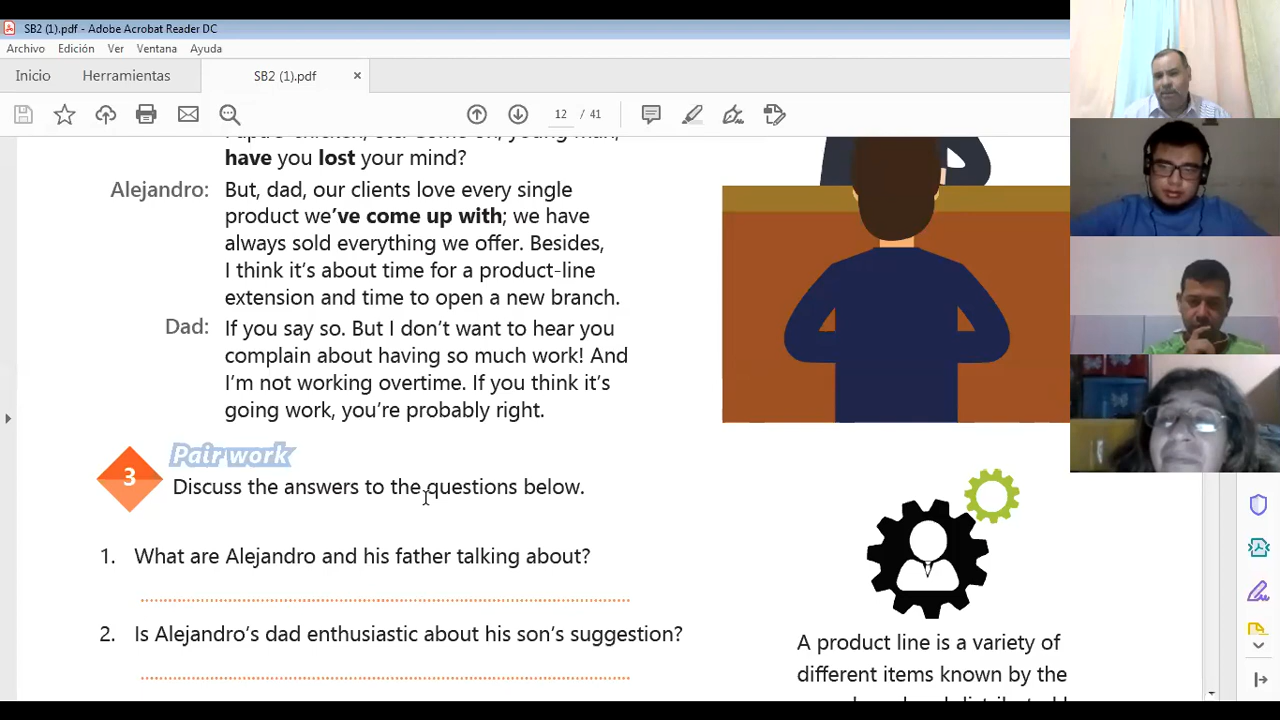 SB2 (1).pdf - Adobe Acrobat Reader DC
Archivo Edición Ver Ventana Ayuda
Inicio Herramientas SB2 (1).pdf ×
12 / 41
have you lost your mind?
Alejandro: But, dad, our clients love every single
product we've come up with; we have
always sold everything we offer. Besides,
I think it's about time for a product-line
extension and time to open a new branch.
Dad: If you say so. But I don't want to hear you
complain about having so much work! And
I'm not working overtime. If you think it's
going work, you're probably right.
3 Pair work
Discuss the answers to the questions below.
1. What are Alejandro and his father talking about?
2. Is Alejandro's dad enthusiastic about his son's suggestion?
A product line is a variety of
different items known by the